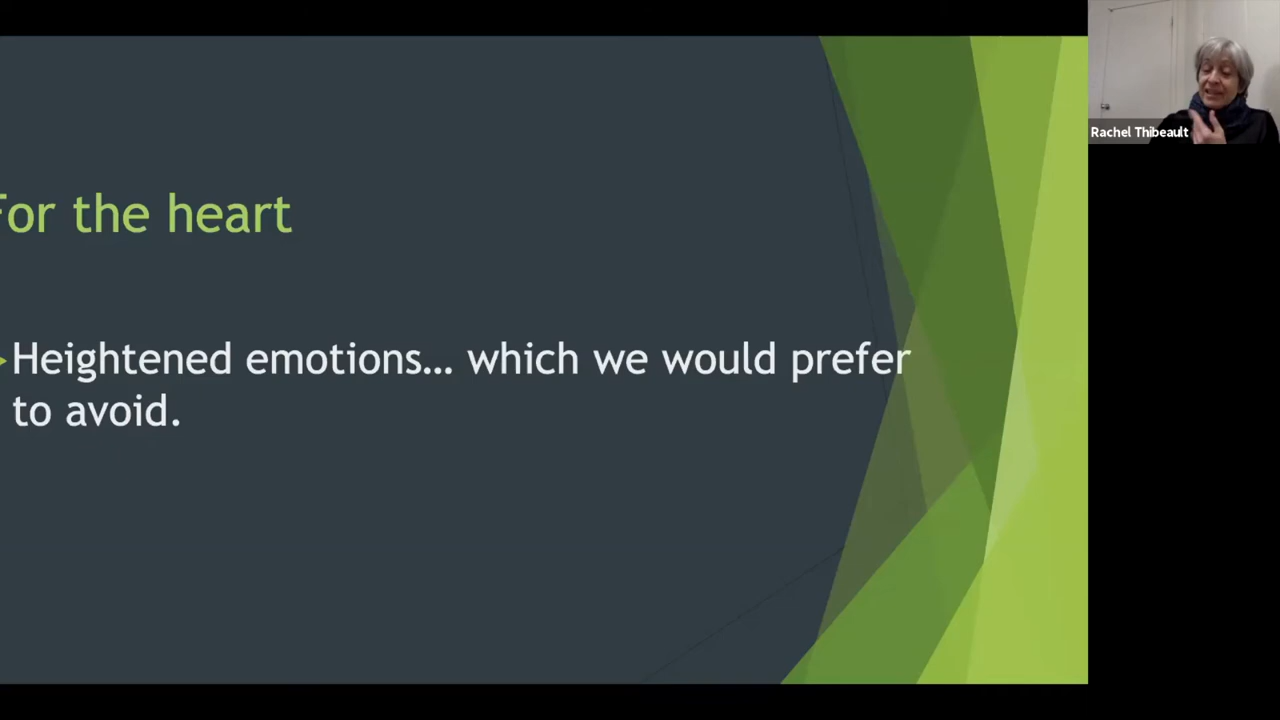 For the heart
Heightened emotions… which we would prefer
to avoid.
Rachel Thibeault